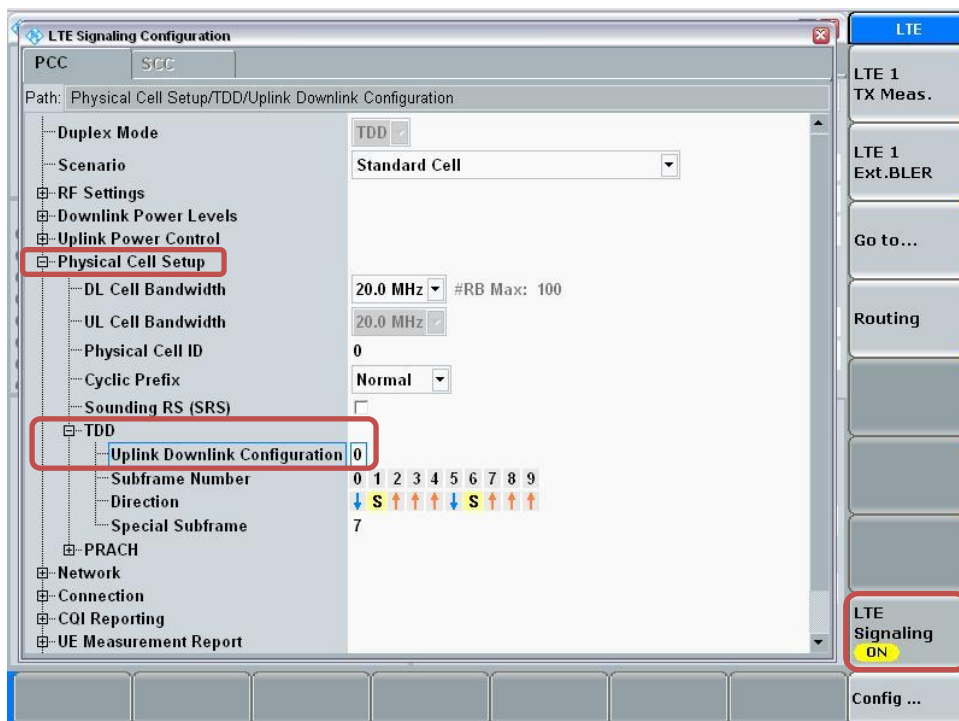 LTE Signaling Configuration
LTE
PCC
SCC
Path: Physical Cell Setup/TDD/Uplink Downlink Configuration
Duplex Mode TDD
Scenario Standard Cell
RF Settings
Downlink Power Levels
Uplink Power Control
Physical Cell Setup
DL Cell Bandwidth 20.0 MHz #RB Max: 100
UL Cell Bandwidth 20.0 MHz
Physical Cell ID 0
Cyclic Prefix Normal
Sounding RS (SRS)
TDD
Uplink Downlink Configuration 0
Subframe Number 0 1 2 3 4 5 6 7 8 9
Direction ↓ S ↑ ↑ ↑ ↓ S ↑ ↑ ↑
Special Subframe 7
PRACH
Network
Connection
CQI Reporting
UE Measurement Report
LTE 1
TX Meas.
LTE 1
Ext.BLER
Go to...
Routing
LTE
Signaling
ON
Config ...